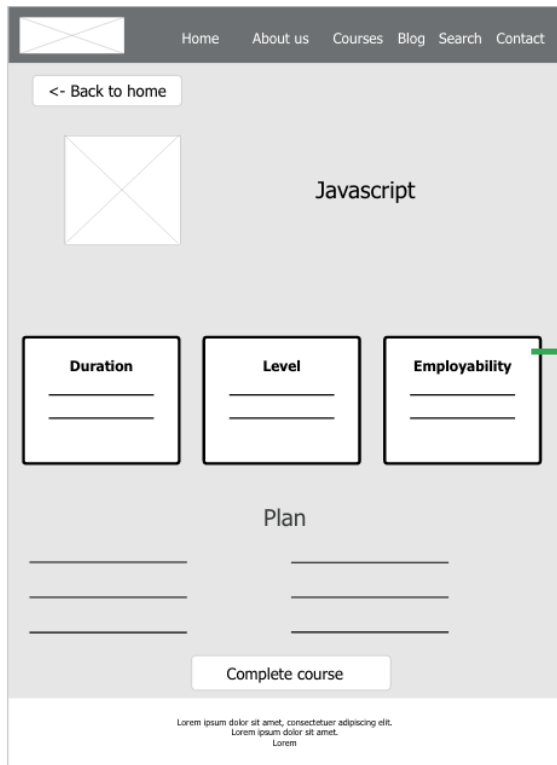 Home About us Courses Blog Search Contact
<- Back to home
Javascript
Duration Level Employability
Plan
Complete course
Lorem ipsum dolor sit amet, consectetuer adipiscing elit.
Lorem ipsum dolor sit amet.
Lorem